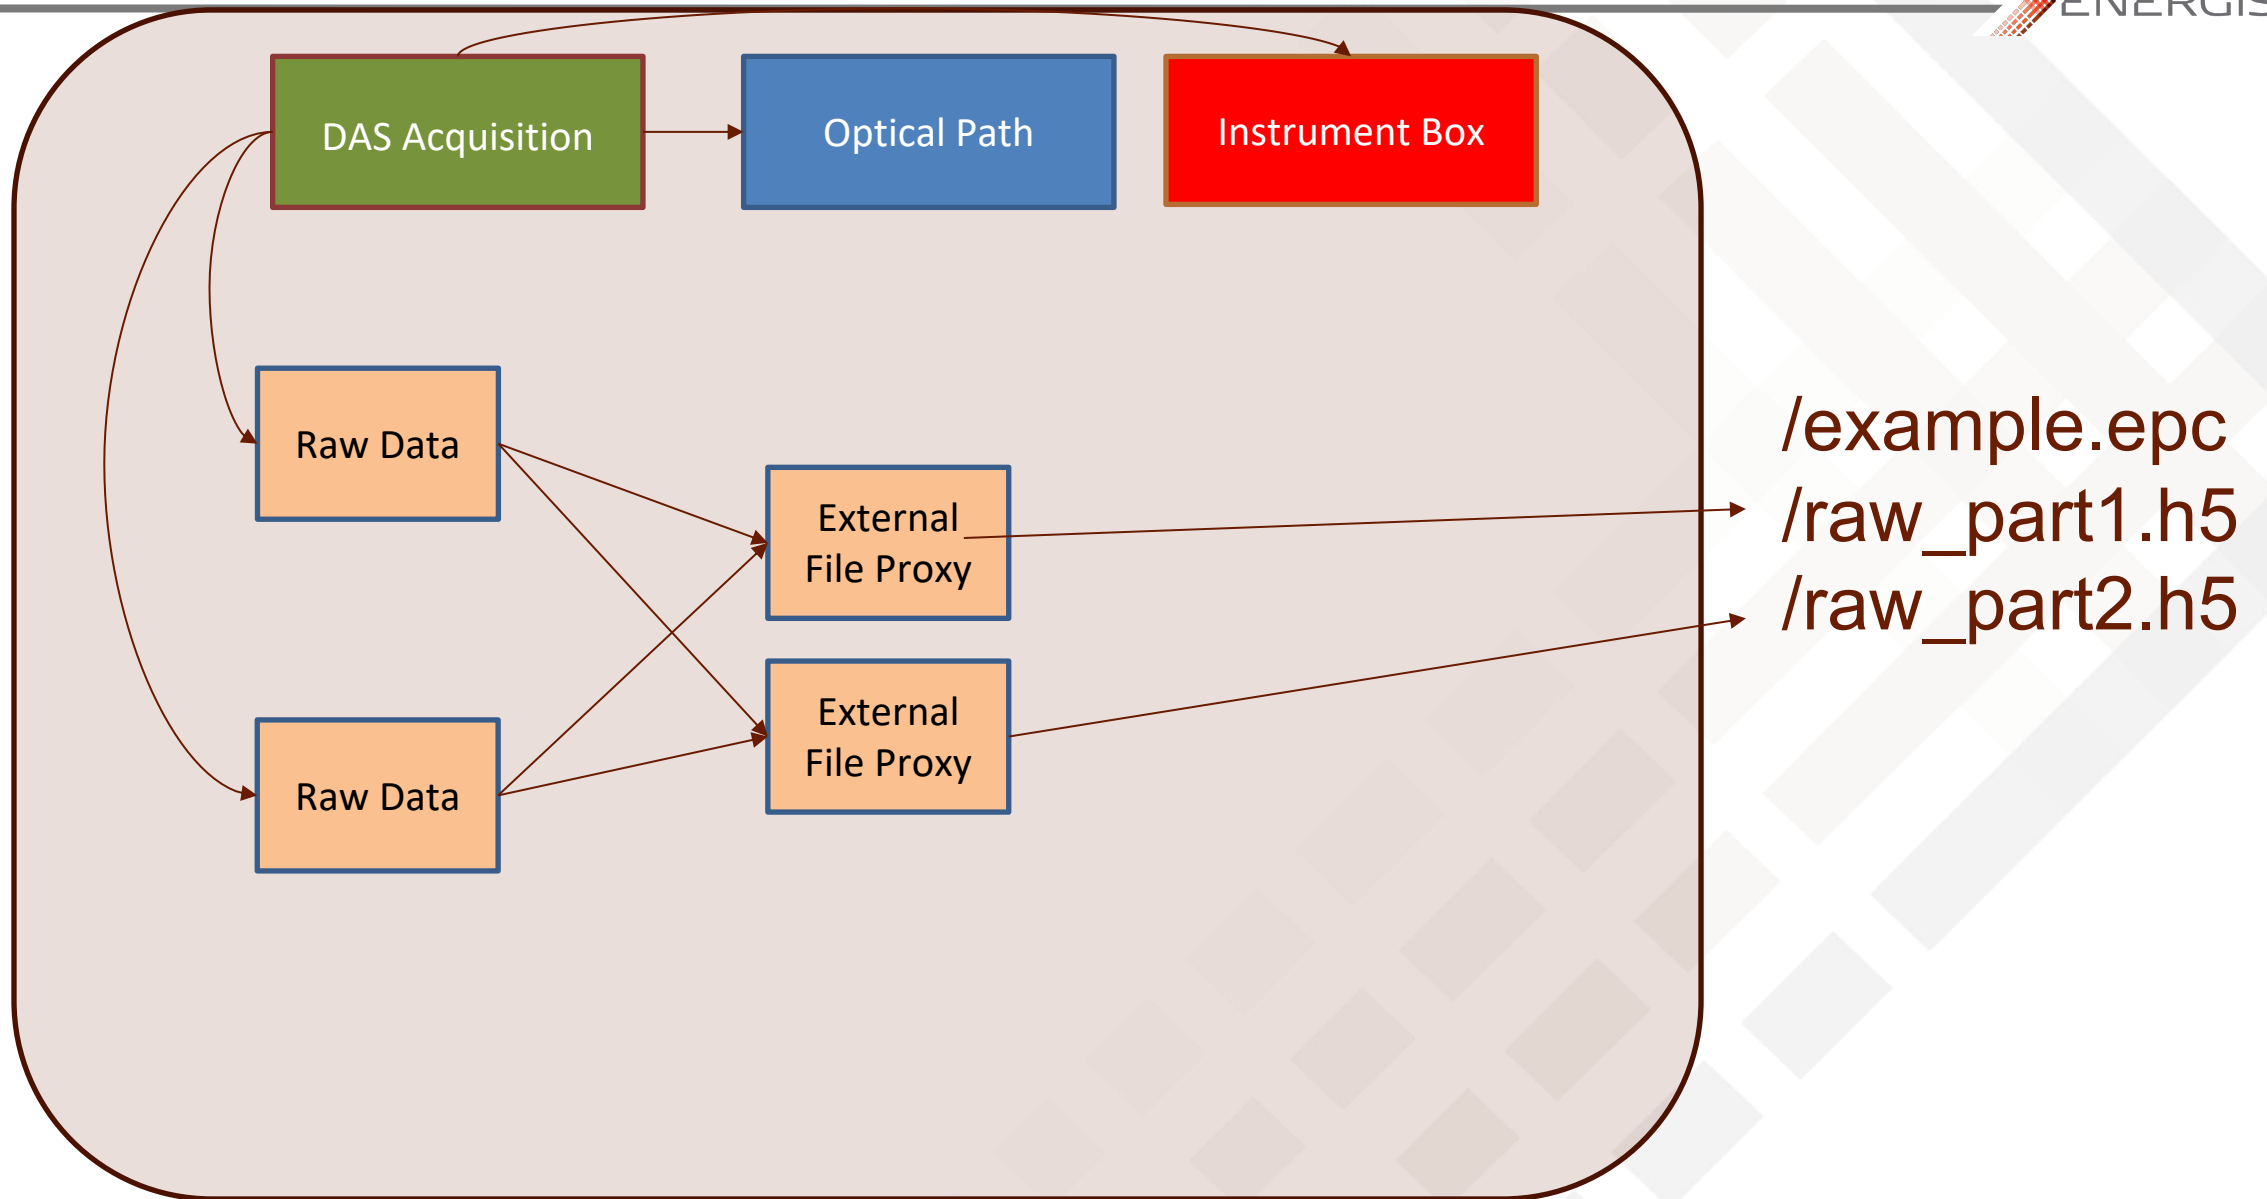 ENERGIS
DAS Acquisition
Optical Path
Instrument Box
Raw Data
External
File Proxy
/example.epc
/raw_part1.h5
/raw_part2.h5
External
File Proxy
Raw Data